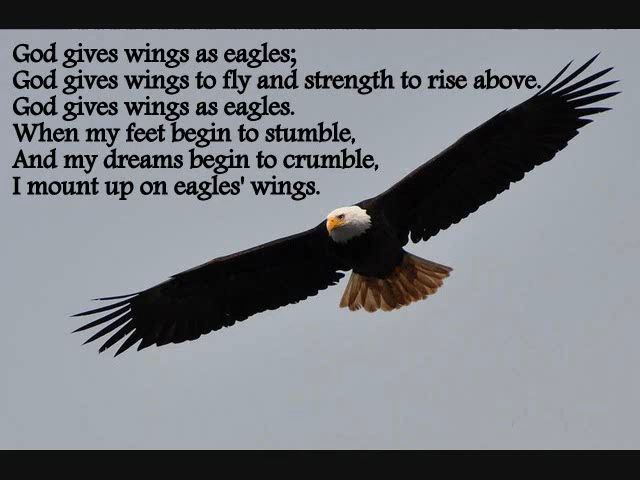 God gives wings as eagles;
God gives wings to fly and strength to rise above.
God gives wings as eagles.
When my feet begin to stumble,
And my dreams begin to crumble,
I mount up on eagles' wings.